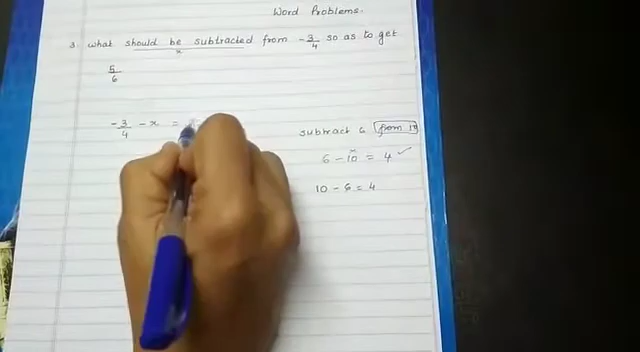 Word Problems.
3. What should be subtracted from -3/4 so as to get
x
5/6
-3/4 - x =
subtract 6 from 10
6 - 10 = 4 ✓
10 - 6 = 4